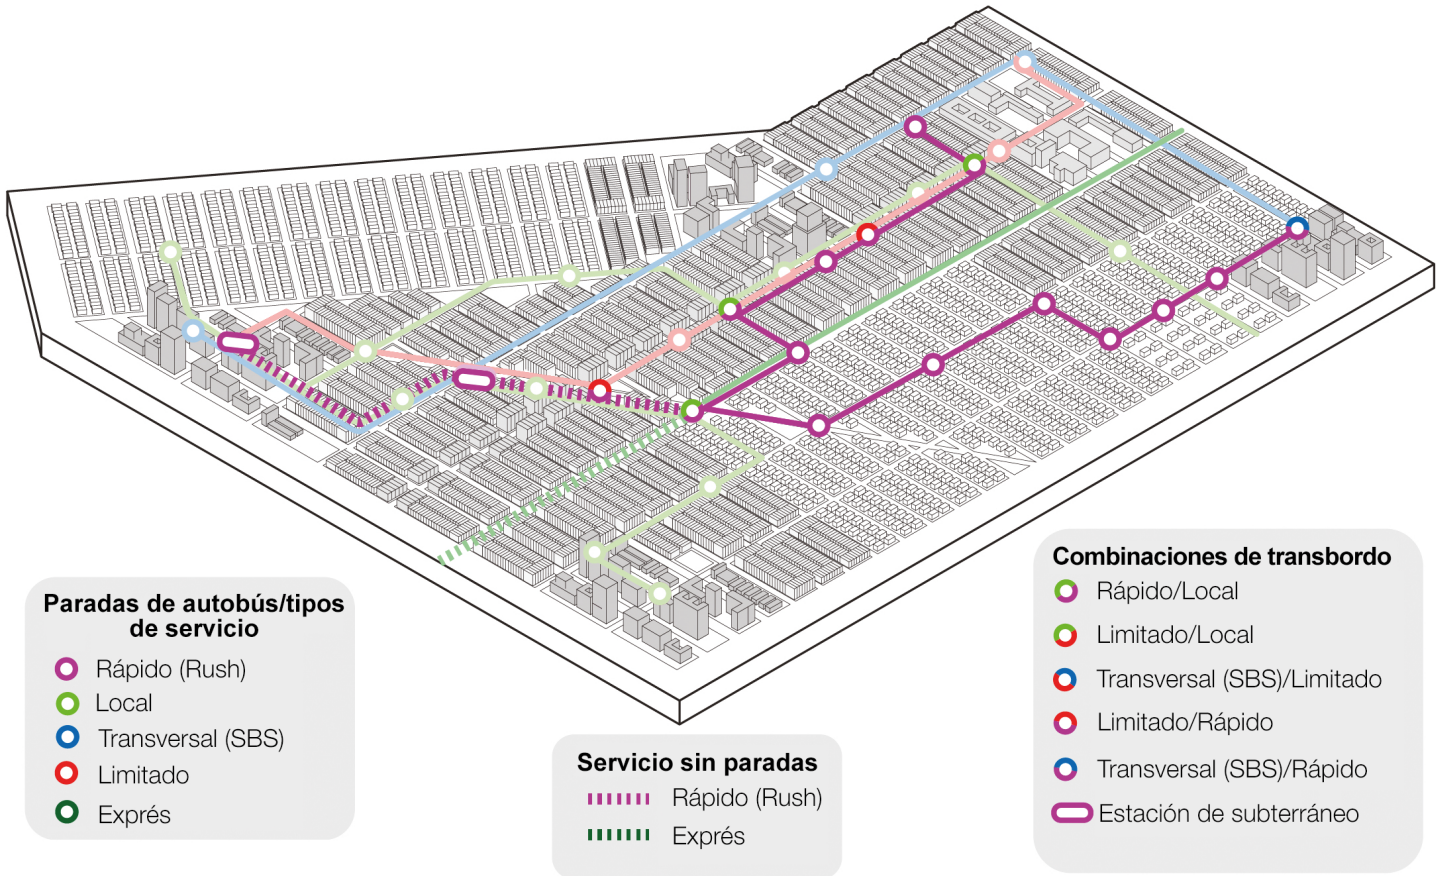 Paradas de autobús/tipos
de servicio
Rápido (Rush)
Local
Transversal (SBS)
Limitado
Exprés
Servicio sin paradas
Rápido (Rush)
Exprés
Combinaciones de transbordo
Rápido/Local
Limitado/Local
Transversal (SBS)/Limitado
Limitado/Rápido
Transversal (SBS)/Rápido
Estación de subterráneo